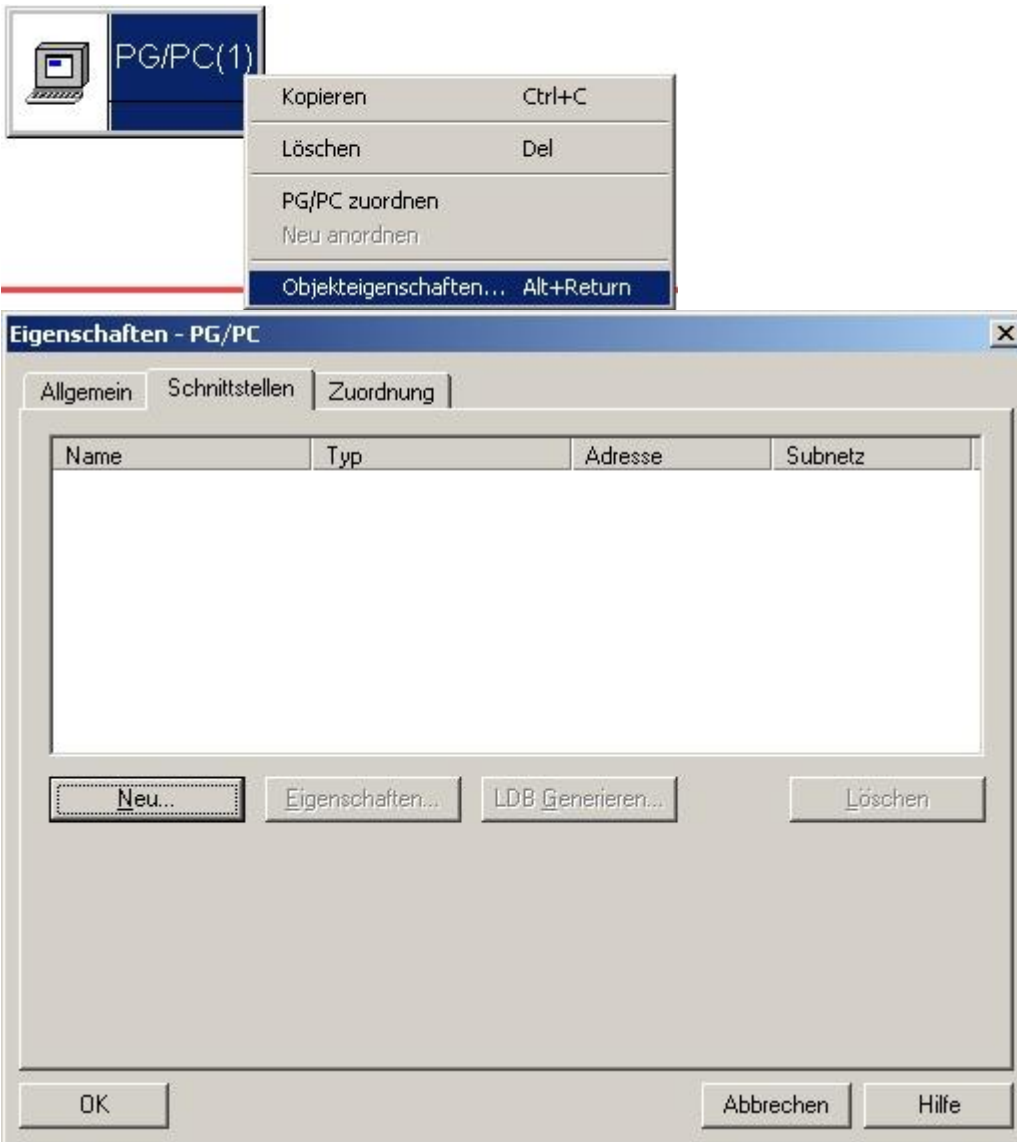 PG/PC(1)
Kopieren Ctrl+C
Löschen Del
PG/PC zuordnen
Neu anordnen
Objekteigenschaften... Alt+Return
Eigenschaften - PG/PC
Allgemein Schnittstellen Zuordnung
Name Typ Adresse Subnetz
Neu... Eigenschaften... LDB Generieren... Löschen
OK Abbrechen Hilfe